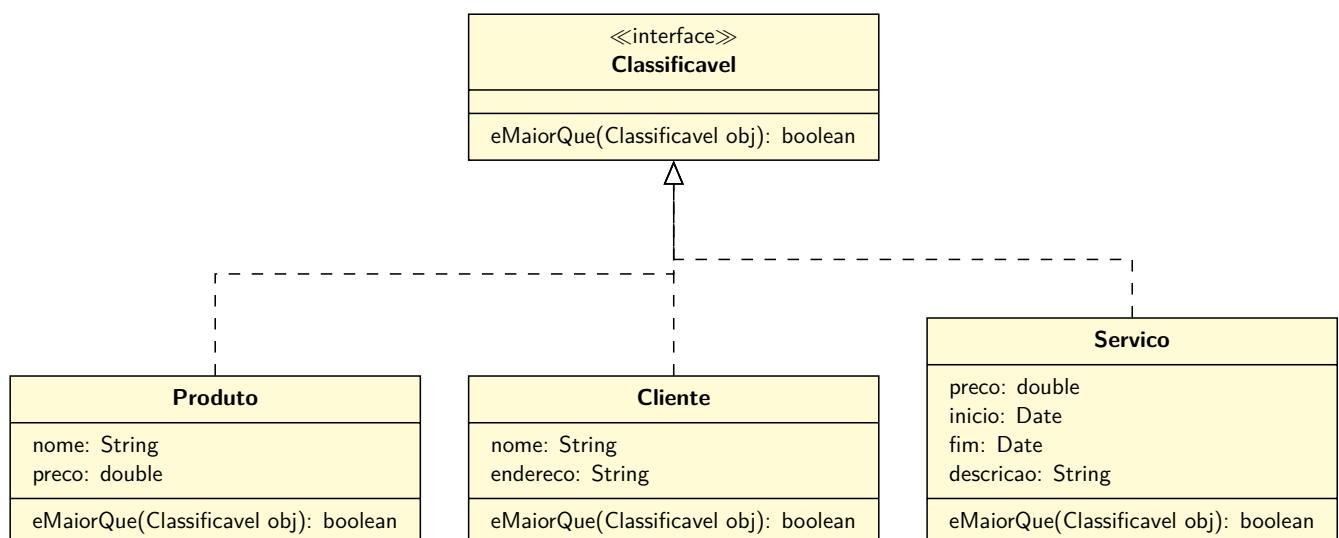 ≪interface≫
Classificavel
eMaiorQue(Classificavel obj): boolean
Produto
nome: String
preco: double
eMaiorQue(Classificavel obj): boolean
Cliente
nome: String
endereco: String
eMaiorQue(Classificavel obj): boolean
Servico
preco: double
inicio: Date
fim: Date
descricao: String
eMaiorQue(Classificavel obj): boolean